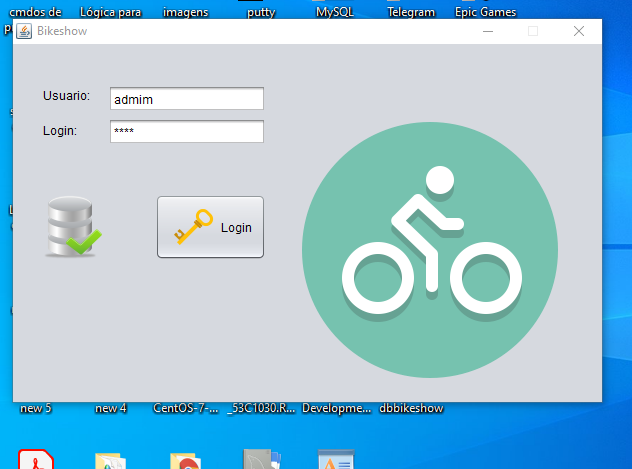 cmdos de
Lógica para
imagens
putty
MySQL
Telegram
Epic Games
Bikeshow
Usuario:
admim
Login:
****
Login
new 5
new 4
CentOS-7-...
_53C1030.R...
Developme...
dbbikeshow